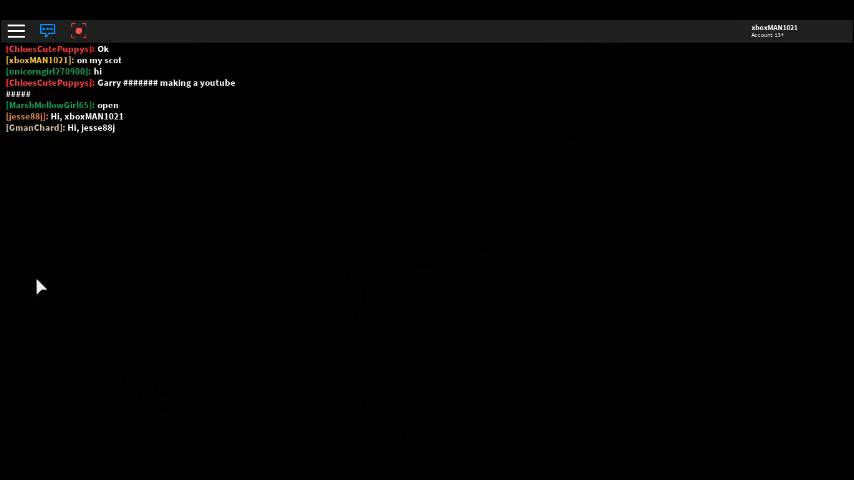 xboxMAN1021
Account: 13+
[ChloesCutePuppys]: Ok
[xboxMAN1021]: on my scot
[unicorngirl270900]: hi
[ChloesCutePuppys]: Garry ####### making a youtube
#####
[MarshMellowGirl65]: open
[jesse88j]: Hi, xboxMAN1021
[GmanChard]: Hi, jesse88j